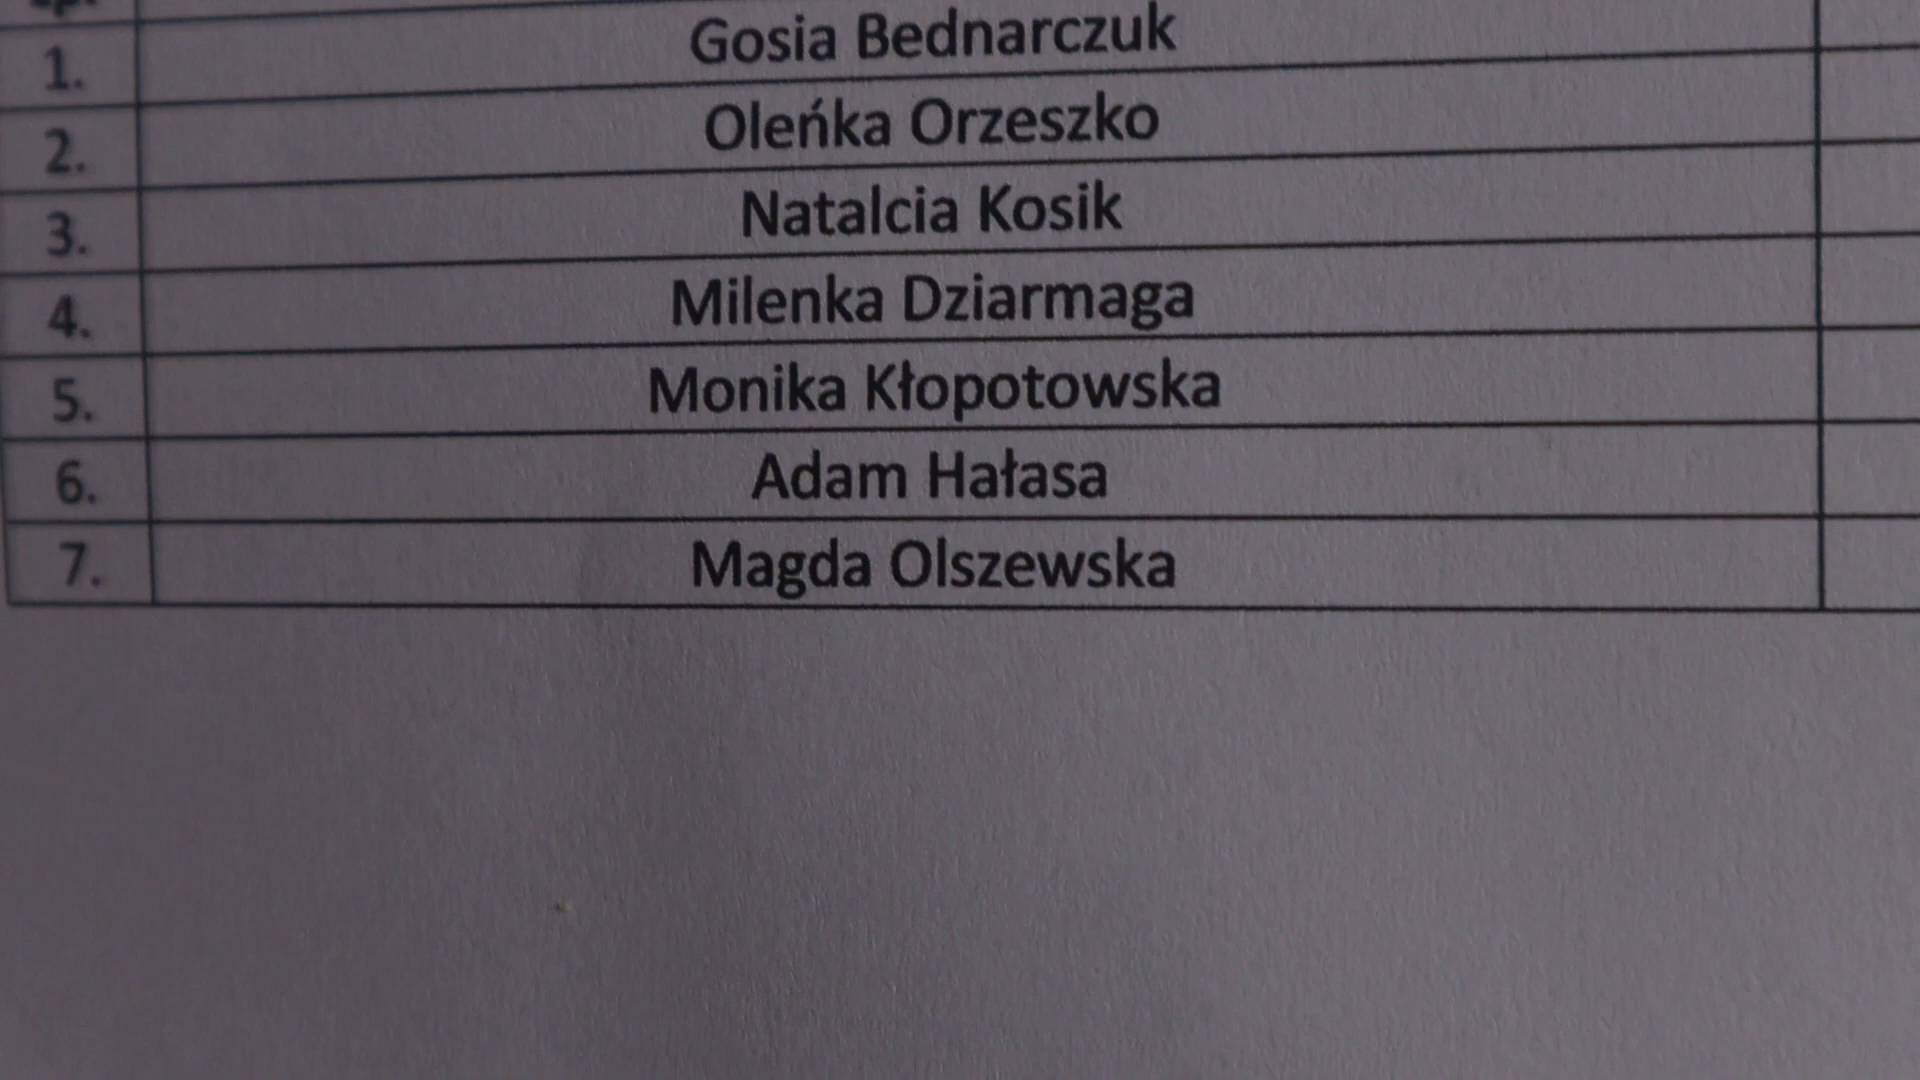 1. Gosia Bednarczuk
2. Oleńka Orzeszko
3. Natalcia Kosik
4. Milenka Dziarmaga
5. Monika Kłopotowska
6. Adam Hałasa
7. Magda Olszewska